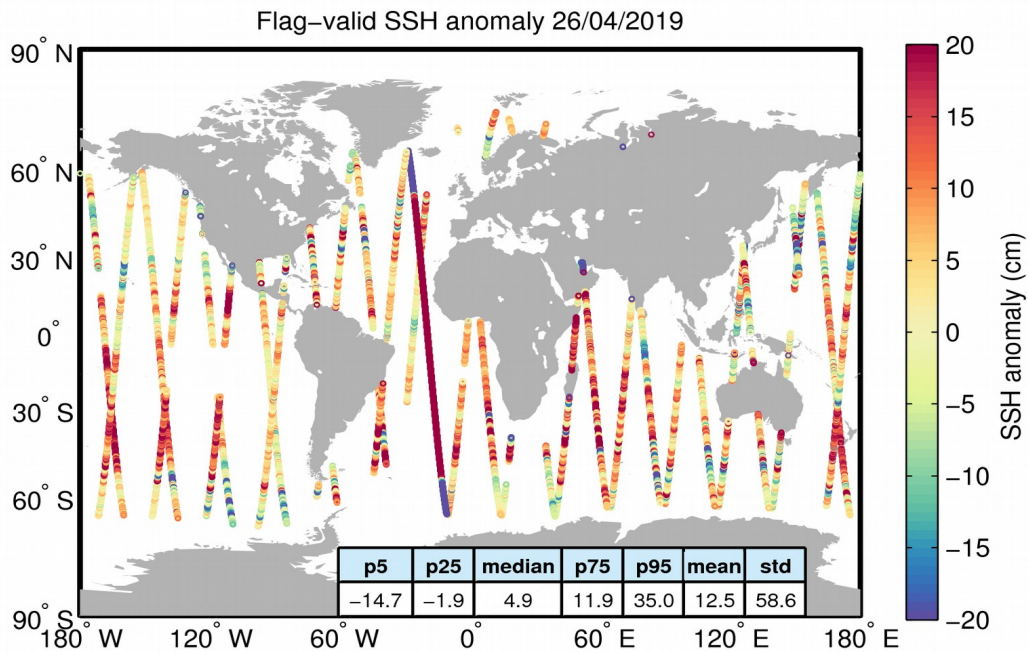 Flag−valid SSH anomaly 26/04/2019
90° N
60° N
30° N
0°
30° S
60° S
90° S
180° W
120° W
60° W
0°
60° E
120° E
180° E
p5 p25 median p75 p95 mean std
−14.7 −1.9 4.9 11.9 35.0 12.5 58.6
20
15
10
5
0
−5
−10
−15
−20
SSH anomaly (cm)